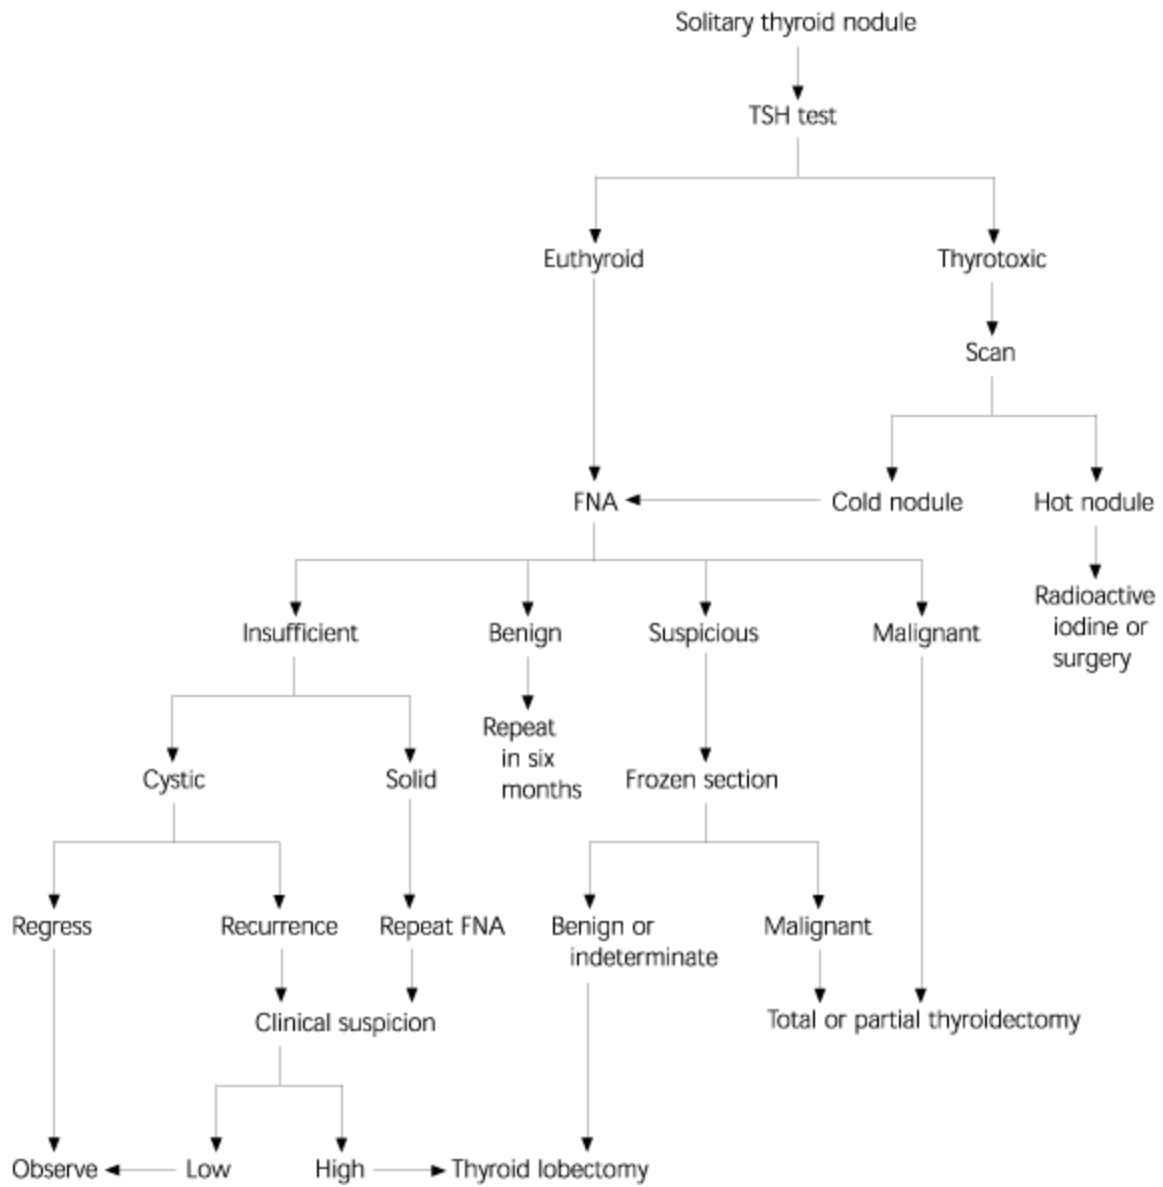 Solitary thyroid nodule
TSH test
Euthyroid
Thyrotoxic
Scan
FNA
Cold nodule
Hot nodule
Radioactive
iodine or
surgery
Insufficient
Benign
Suspicious
Malignant
Repeat
in six
months
Cystic
Solid
Frozen section
Regress
Recurrence
Repeat FNA
Benign or
indeterminate
Malignant
Clinical suspicion
Total or partial thyroidectomy
Observe
Low
High
Thyroid lobectomy